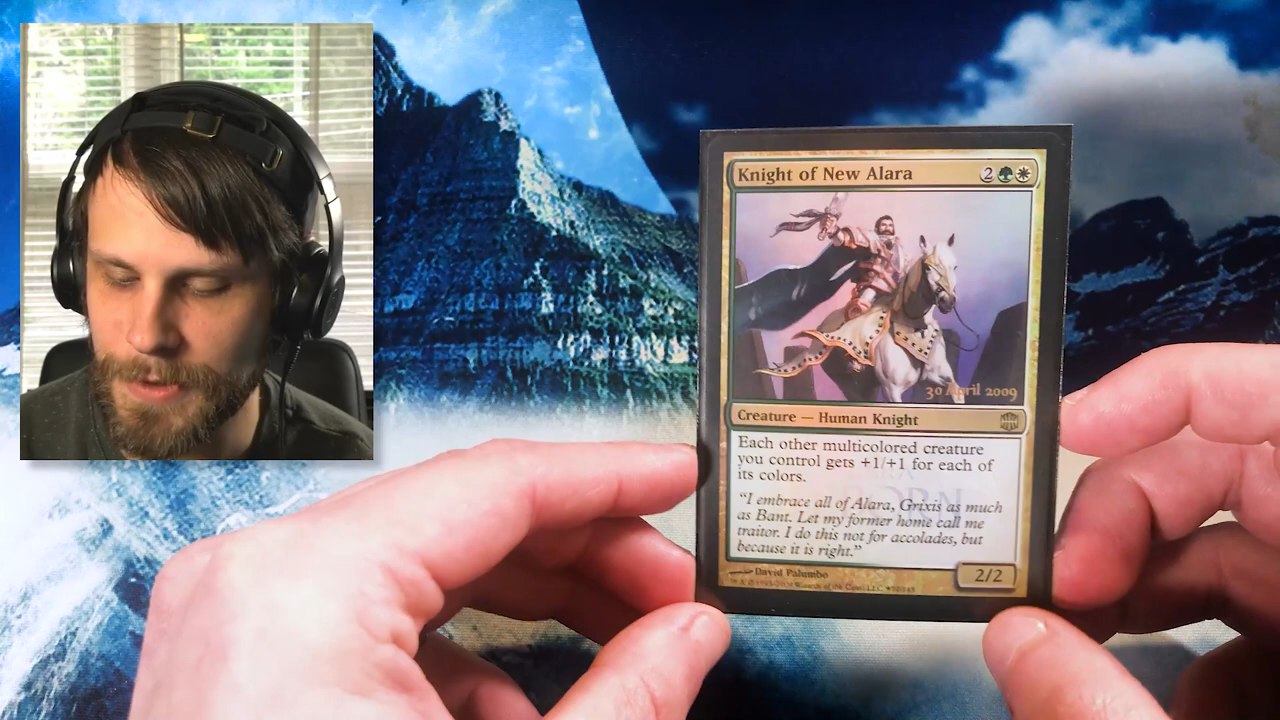 Knight of New Alara 2
30 April 2009
Creature — Human Knight
Each other multicolored creature
you control gets +1/+1 for each of
its colors.
"I embrace all of Alara, Grixis as much
as Bant. Let my former home call me
traitor. I do this not for accolades, but
because it is right."
David Palumbo
2/2